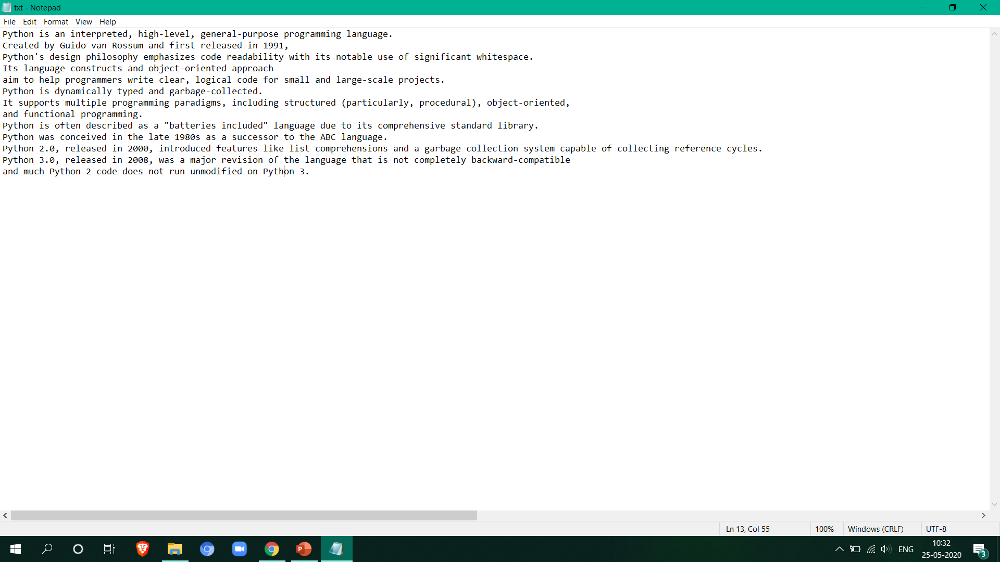 txt - Notepad
File Edit Format View Help
Python is an interpreted, high-level, general-purpose programming language.
Created by Guido van Rossum and first released in 1991,
Python's design philosophy emphasizes code readability with its notable use of significant whitespace.
Its language constructs and object-oriented approach
aim to help programmers write clear, logical code for small and large-scale projects.
Python is dynamically typed and garbage-collected.
It supports multiple programming paradigms, including structured (particularly, procedural), object-oriented,
and functional programming.
Python is often described as a "batteries included" language due to its comprehensive standard library.
Python was conceived in the late 1980s as a successor to the ABC language.
Python 2.0, released in 2000, introduced features like list comprehensions and a garbage collection system capable of collecting reference cycles.
Python 3.0, released in 2008, was a major revision of the language that is not completely backward-compatible
and much Python 2 code does not run unmodified on Python 3.
Ln 13, Col 55 100% Windows (CRLF) UTF-8
P ENG 10:32
25-05-2020 3